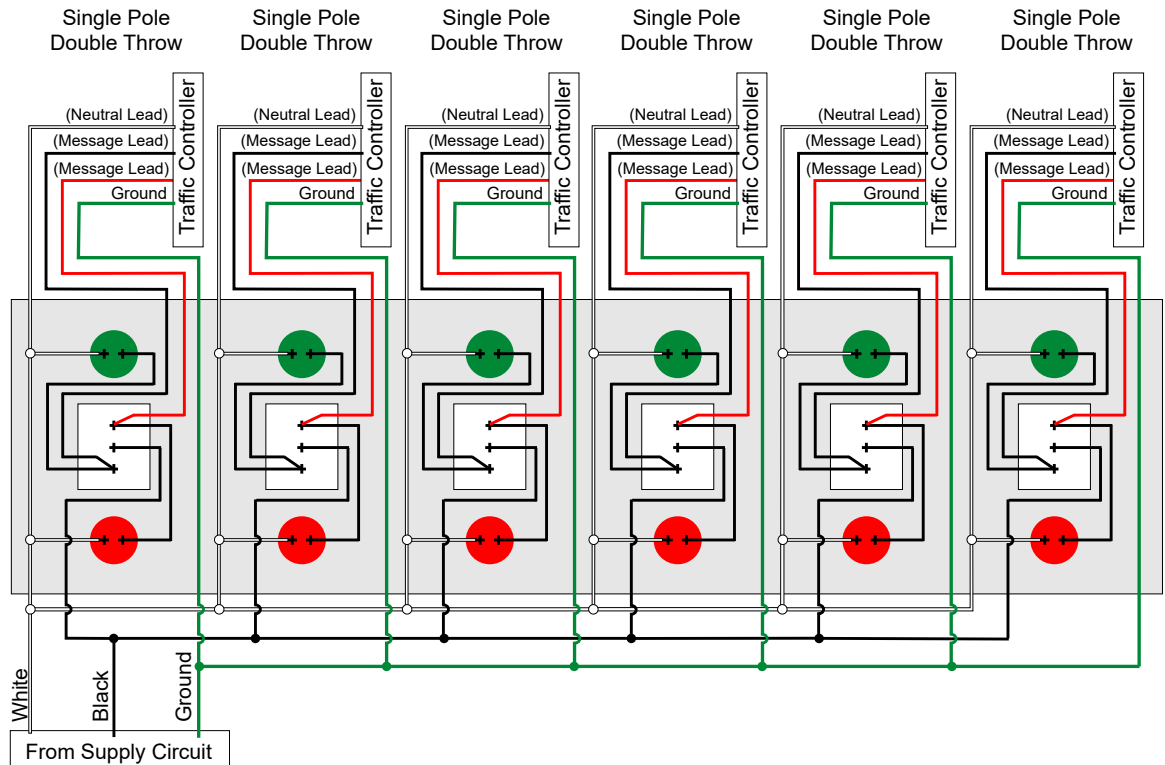 Single Pole
Double Throw
Single Pole
Double Throw
Single Pole
Double Throw
Single Pole
Double Throw
Single Pole
Double Throw
Single Pole
Double Throw
(Neutral Lead)
(Message Lead)
(Message Lead)
Ground
Traffic Controller
(Neutral Lead)
(Message Lead)
(Message Lead)
Ground
Traffic Controller
(Neutral Lead)
(Message Lead)
(Message Lead)
Ground
Traffic Controller
(Neutral Lead)
(Message Lead)
(Message Lead)
Ground
Traffic Controller
(Neutral Lead)
(Message Lead)
(Message Lead)
Ground
Traffic Controller
(Neutral Lead)
(Message Lead)
(Message Lead)
Ground
Traffic Controller
White
Black
Ground
From Supply Circuit